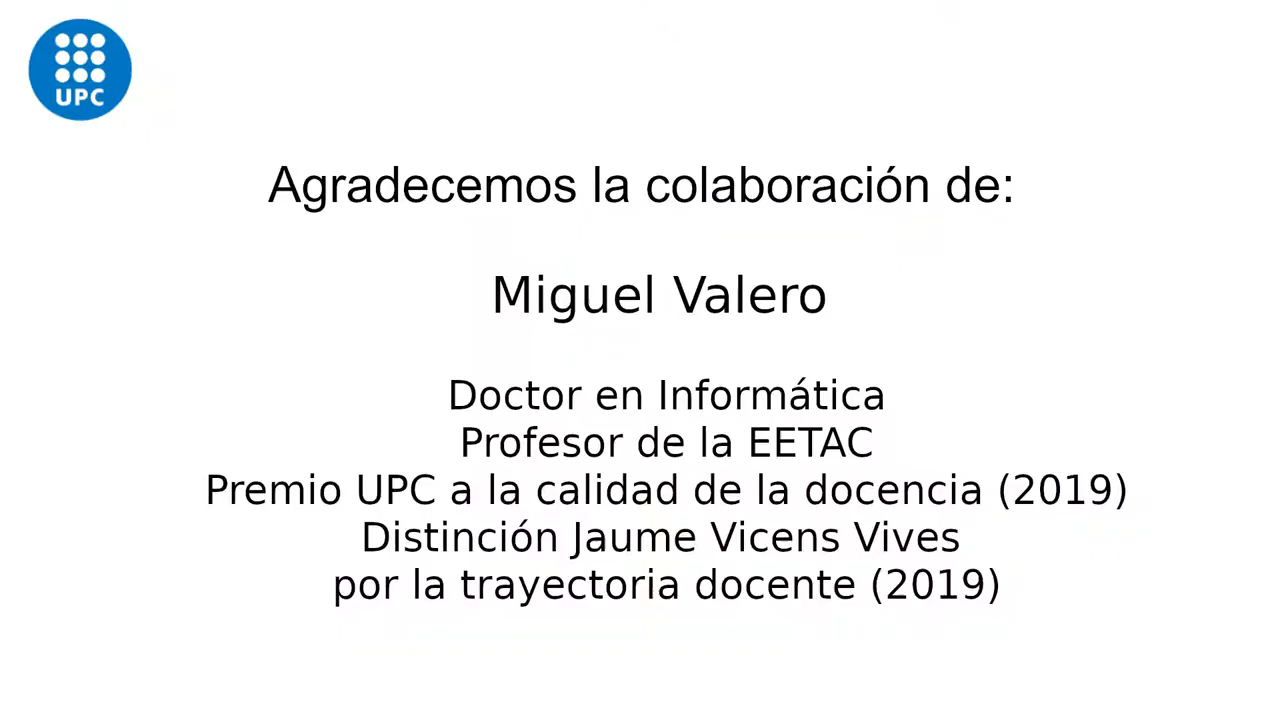 UPC
Agradecemos la colaboración de:
Miguel Valero
Doctor en Informática
Profesor de la EETAC
Premio UPC a la calidad de la docencia (2019)
Distinción Jaume Vicens Vives
por la trayectoria docente (2019)